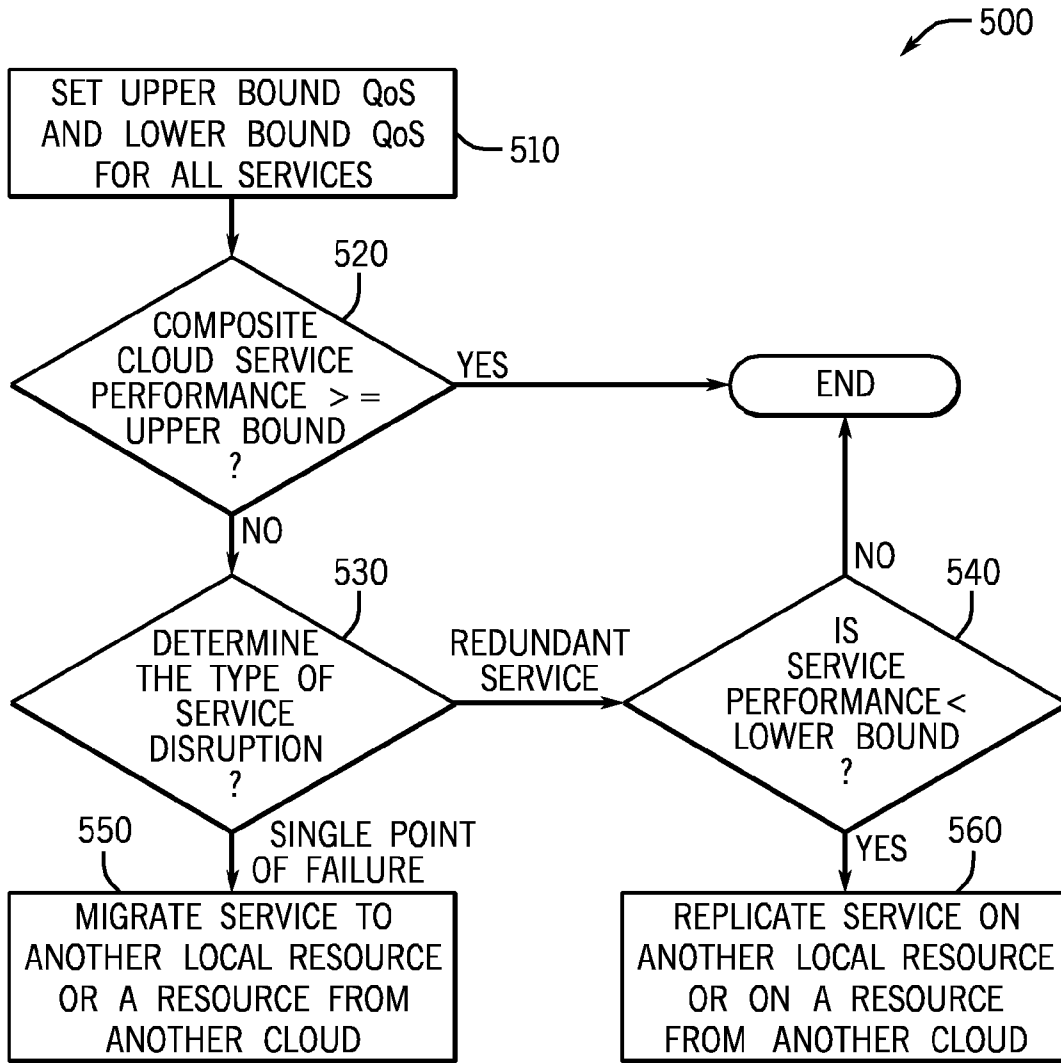 500
SET UPPER BOUND QoS
AND LOWER BOUND QoS
FOR ALL SERVICES
510
520
COMPOSITE
CLOUD SERVICE
PERFORMANCE >=
UPPER BOUND
?
YES
END
NO
530
DETERMINE
THE TYPE OF
SERVICE
DISRUPTION
?
REDUNDANT
SERVICE
NO
540
IS
SERVICE
PERFORMANCE<
LOWER BOUND
?
550
SINGLE POINT
OF FAILURE
YES
560
MIGRATE SERVICE TO
ANOTHER LOCAL RESOURCE
OR A RESOURCE FROM
ANOTHER CLOUD
REPLICATE SERVICE ON
ANOTHER LOCAL RESOURCE
OR ON A RESOURCE
FROM ANOTHER CLOUD